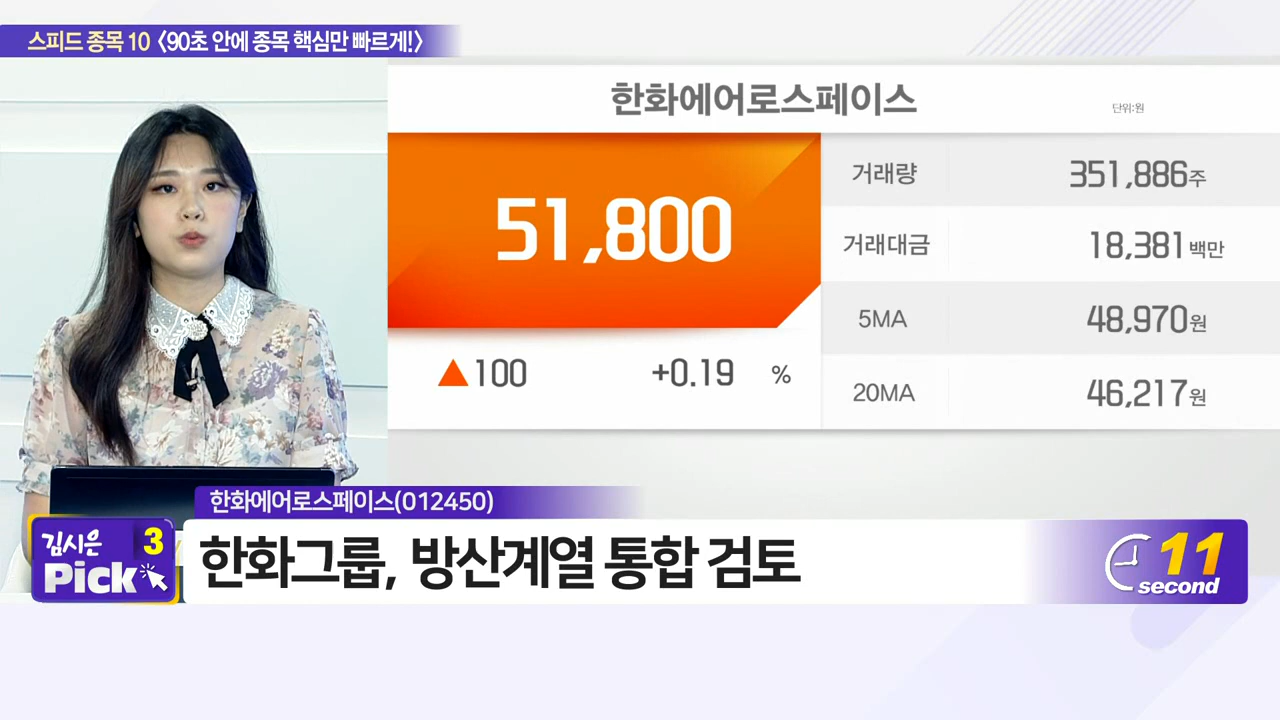 스피드 종목 10 〈90초 안에 종목 핵심만 빠르게!〉
한화에어로스페이스
단위:원
51,800
▲100 +0.19 %
거래량 351,886주
거래대금 18,381백만
5MA 48,970원
20MA 46,217원
한화에어로스페이스(012450)
김시은 3
Pick
한화그룹, 방산계열 통합 검토
11
second